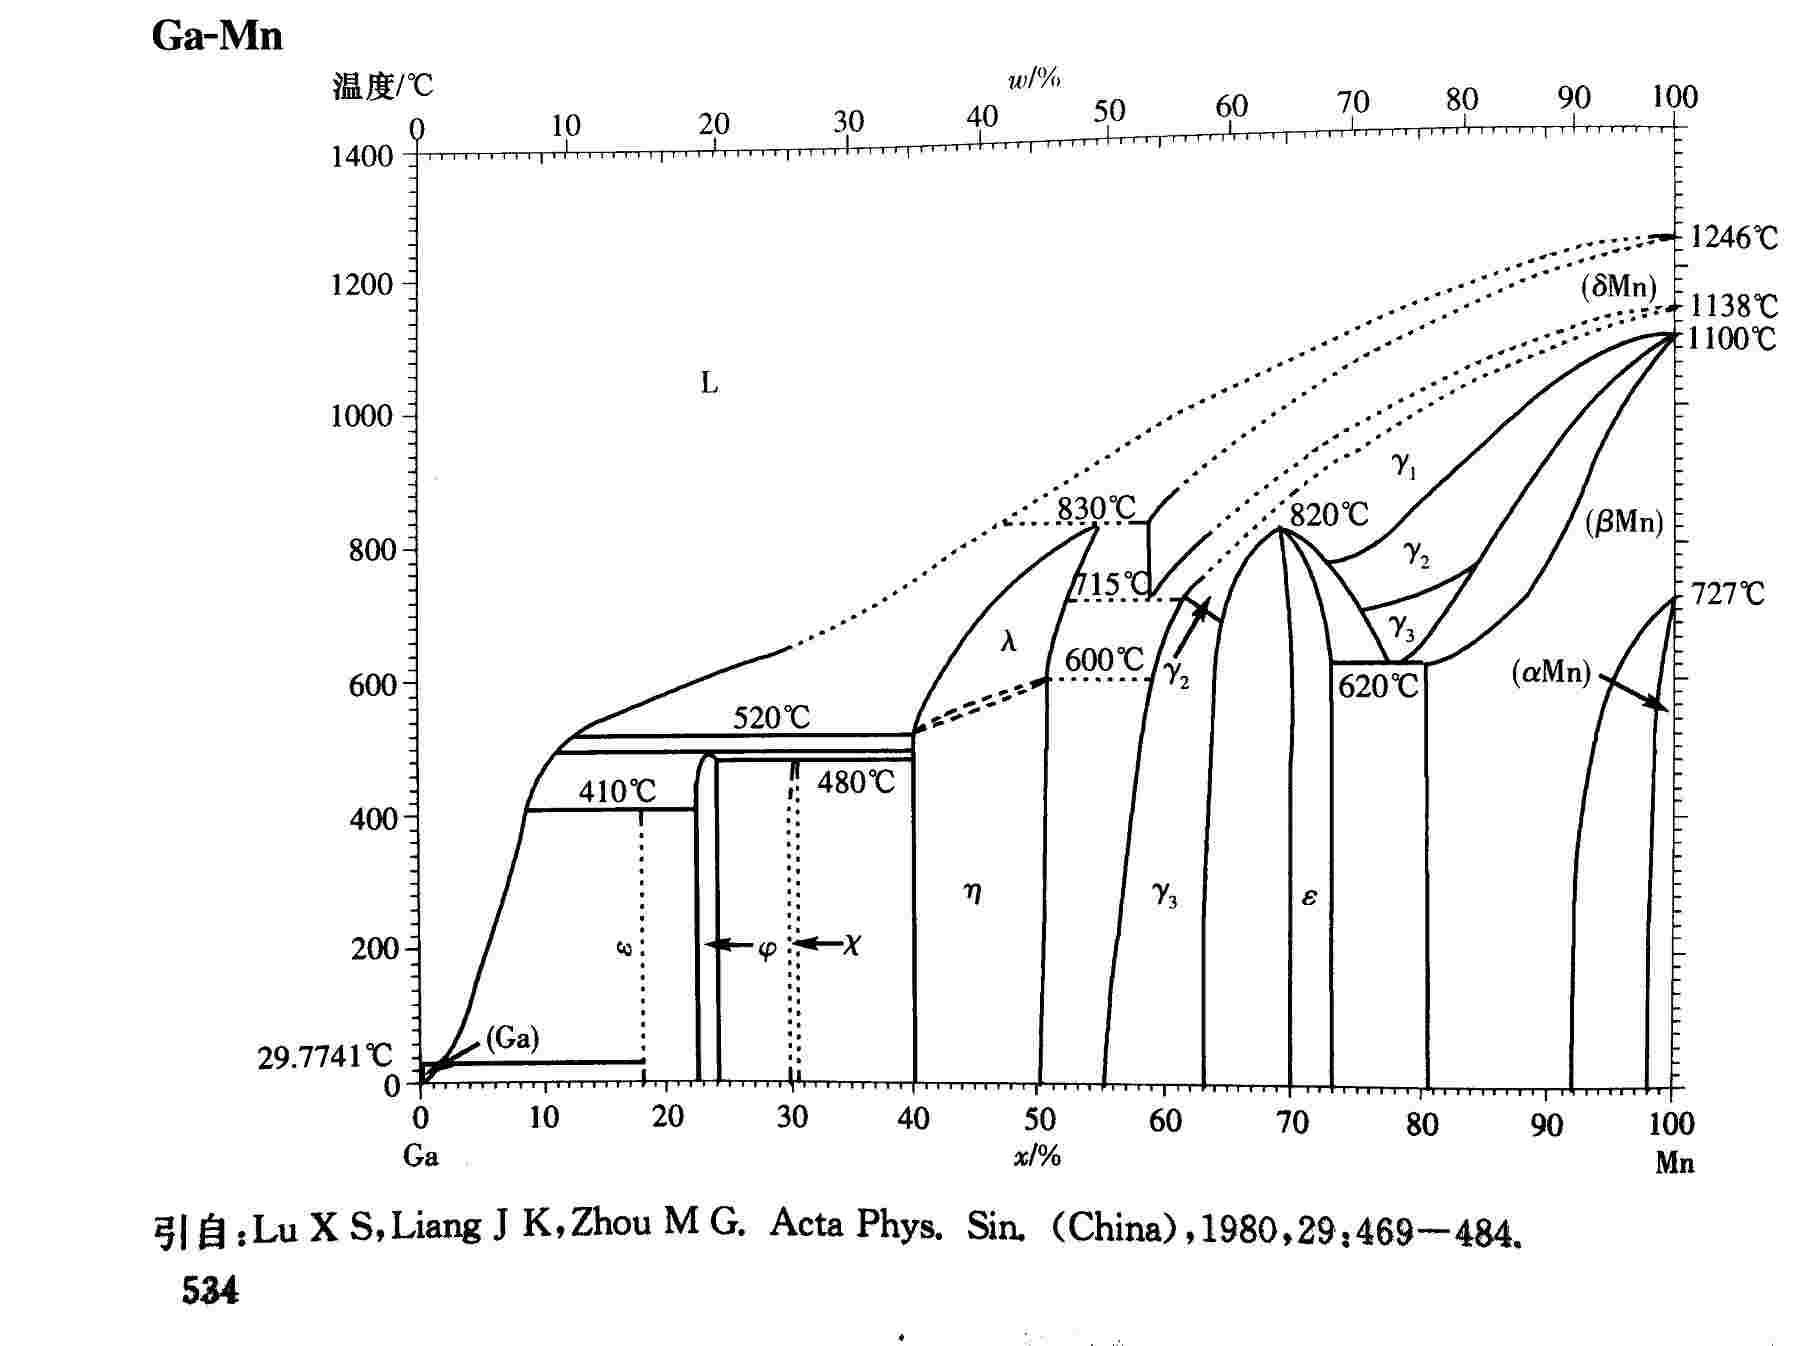 Ga-Mn
温度/℃
w/%
0 10 20 30 40 50 60 70 80 90 100
1400
1246℃
1200
(δMn)
1138℃
1100℃
L
1000
γ₁
830℃
820℃
(βMn)
800
γ₂
715℃
727℃
λ
γ₃
600℃
600
γ₂
620℃
(αMn)
520℃
480℃
410℃
400
η
γ₃
ε
ε
φ
χ
200
(Ga)
29.7741℃
0
0 10 20 30 40 50 60 70 80 90 100
Ga
x/%
Mn
引自:Lu X S,Liang J K,Zhou M G. Acta Phys. Sin. (China),1980,29:469—484.
534